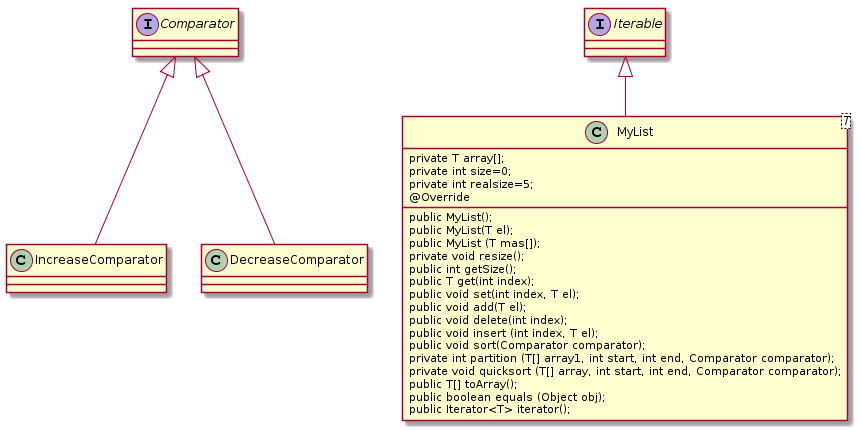 I Comparator
I Iterable
C MyList
T
private T array[];
private int size=0;
private int realsize=5;
@Override
public MyList();
public MyList(T el);
public MyList (T mas[]);
private void resize();
public int getSize();
public T get(int index);
public void set(int index, T el);
public void add(T el);
public void delete(int index);
public void insert (int index, T el);
public void sort(Comparator comparator);
private int partition (T[] array1, int start, int end, Comparator comparator);
private void quicksort (T[] array, int start, int end, Comparator comparator);
public T[] toArray();
public boolean equals (Object obj);
public Iterator<T> iterator();
C IncreaseComparator
C DecreaseComparator